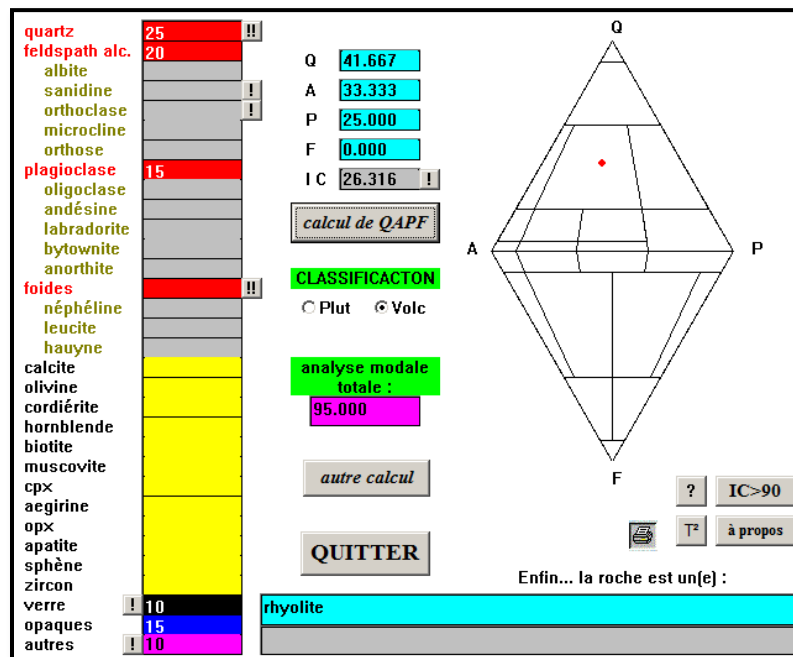 quartz 25 !!
feldspath alc. 20
albite
sanidine !
orthoclase !
microcline
orthose
plagioclase 15
oligoclase
andésine
labradorite
bytownite
anorthite
foides !!
néphéline
leucite
hauyne
calcite
olivine
cordiérite
hornblende
biotite
muscovite
cpx
aegirine
opx
apatite
sphène
zircon
verre ! 10
opaques 15
autres ! 10
Q 41.667
A 33.333
P 25.000
F 0.000
I C 26.316 !
calcul de QAPF
CLASSIFICACTON
Plut Volc
analyse modale
totale :
95.000
autre calcul
QUITTER
Q
A P
F
? IC>90
T² à propos
Enfin... la roche est un(e) :
rhyolite